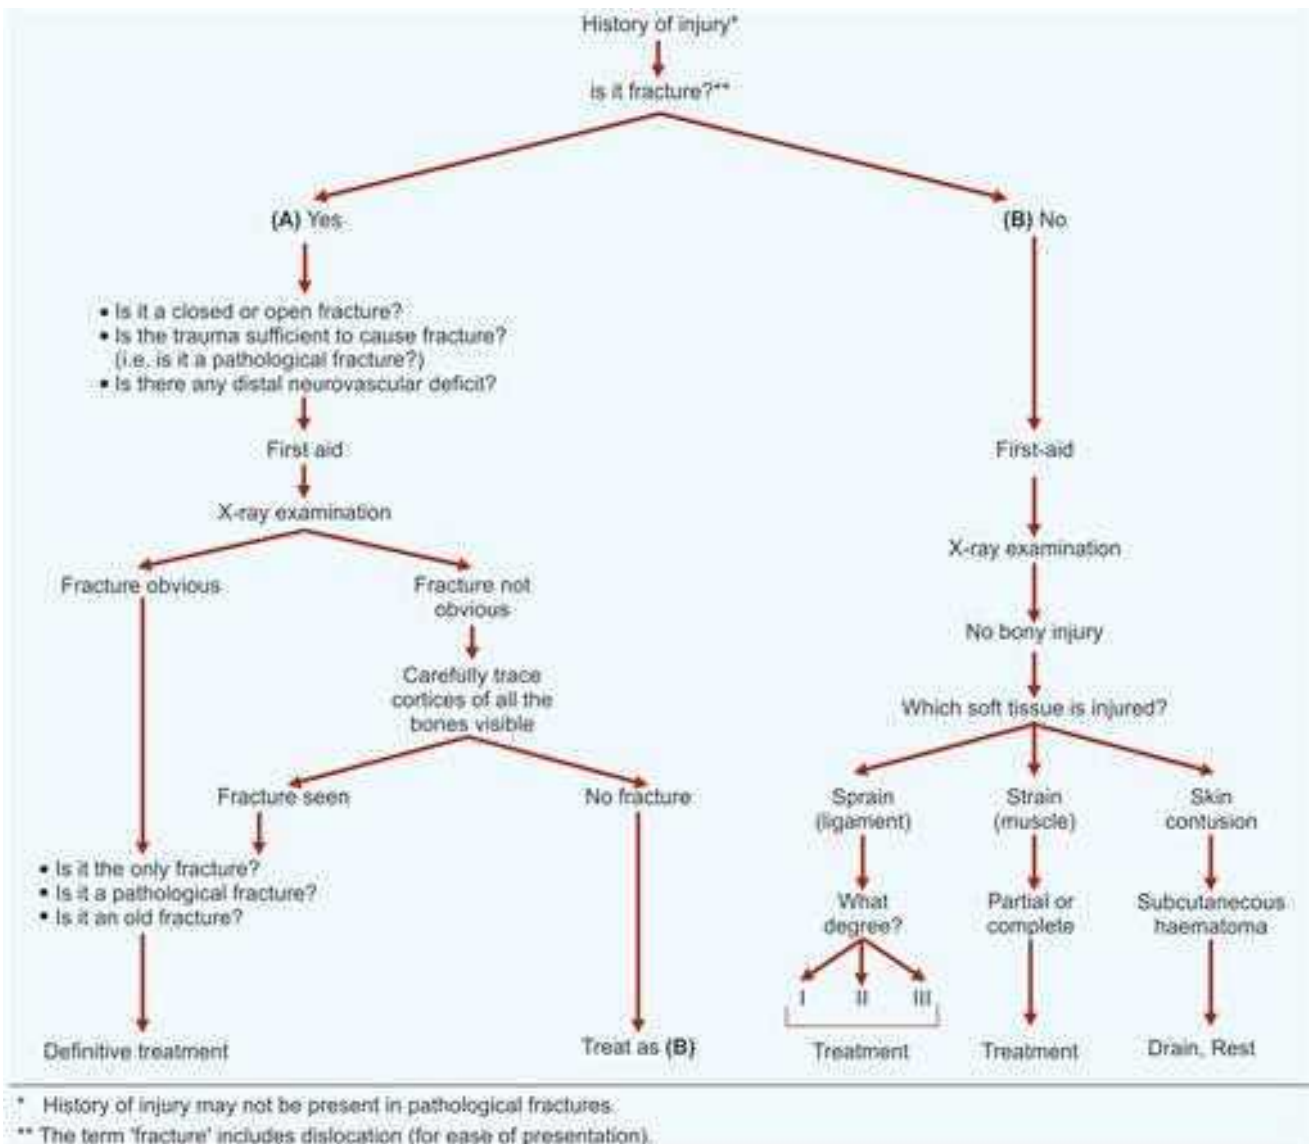 History of injury*
is it fracture?**
(A) Yes
(B) No
• Is it a closed or open fracture?
• Is the trauma sufficient to cause fracture?
(i.e. is it a pathological fracture?)
• Is there any distal neurovascular deficit?
First aid
First-aid
X-ray examination
X-ray examination
Fracture obvious
Fracture not
obvious
No bony injury
Carefully trace
cortices of all the
bones visible
Which soft tissue is injured?
Fracture seen
No fracture
Sprain
(ligament)
Strain
(muscle)
Skin
contusion
• Is it the only fracture?
• Is it a pathological fracture?
• Is it an old fracture?
What
degree?
Partial or
complete
Subcutanecous
haematoma
I II III
Definitive treatment
Treat as (B)
Treatment
Treatment
Drain, Rest
* History of injury may not be present in pathological fractures.
** The term 'fracture' includes dislocation (for ease of presentation).